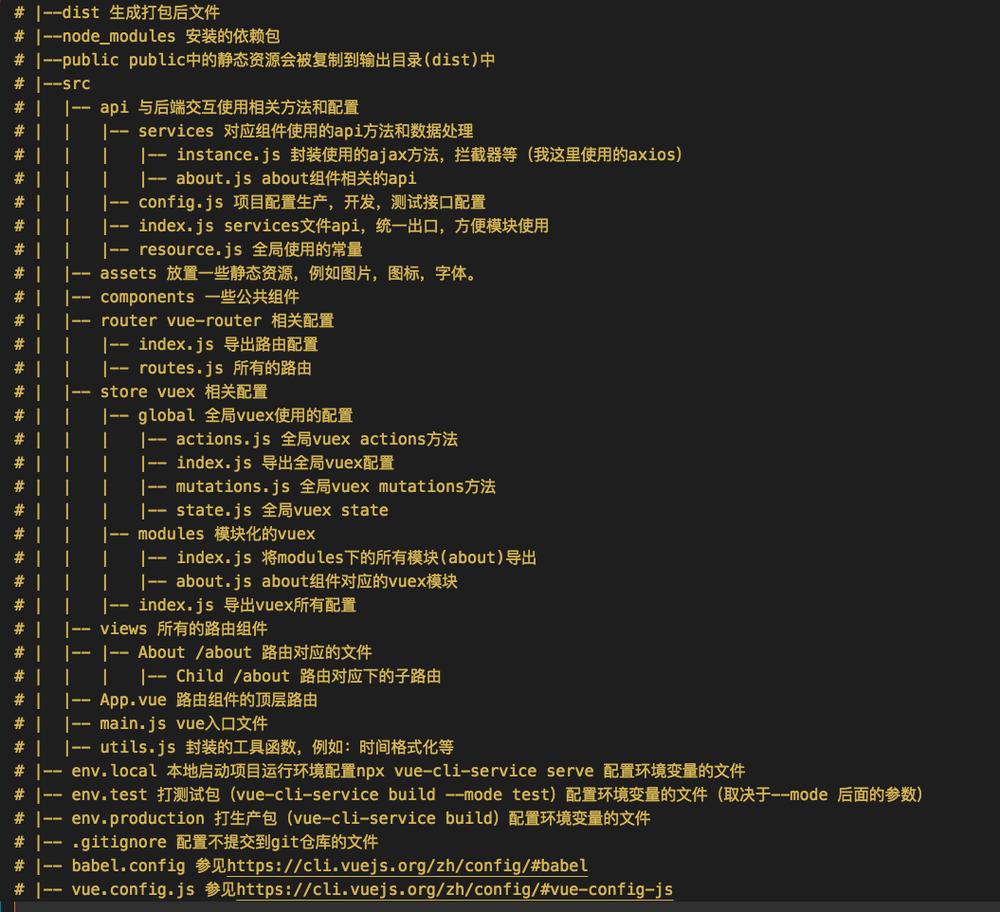 # |--dist 生成打包后文件
# |--node_modules 安装的依赖包
# |--public public中的静态资源会被复制到输出目录(dist)中
# |--src
# |  |-- api 与后端交互使用相关方法和配置
# |  |   |-- services 对应组件使用的api方法和数据处理
# |  |   |   |-- instance.js 封装使用的ajax方法，拦截器等（我这里使用的axios）
# |  |   |   |-- about.js about组件相关的api
# |  |   |-- config.js 项目配置生产，开发，测试接口配置
# |  |   |-- index.js services文件api，统一出口，方便模块使用
# |  |   |-- resource.js 全局使用的常量
# |  |-- assets 放置一些静态资源，例如图片，图标，字体。
# |  |-- components 一些公共组件
# |  |-- router vue-router 相关配置
# |  |   |-- index.js 导出路由配置
# |  |   |-- routes.js 所有的路由
# |  |-- store vuex 相关配置
# |  |   |-- global 全局vuex使用的配置
# |  |   |   |-- actions.js 全局vuex actions方法
# |  |   |   |-- index.js 导出全局vuex配置
# |  |   |   |-- mutations.js 全局vuex mutations方法
# |  |   |   |-- state.js 全局vuex state
# |  |   |-- modules 模块化的vuex
# |  |   |   |-- index.js 将modules下的所有模块(about)导出
# |  |   |   |-- about.js about组件对应的vuex模块
# |  |   |-- index.js 导出vuex所有配置
# |  |-- views 所有的路由组件
# |  |-- |-- About /about 路由对应的文件
# |  |   |   |-- Child /about 路由对应下的子路由
# |  |-- App.vue 路由组件的顶层路由
# |  |-- main.js vue入口文件
# |  |-- utils.js 封装的工具函数，例如：时间格式化等
# |-- env.local 本地启动项目运行环境配置npx vue-cli-service serve 配置环境变量的文件
# |-- env.test 打测试包（vue-cli-service build --mode test）配置环境变量的文件（取决于--mode 后面的参数）
# |-- env.production 打生产包（vue-cli-service build）配置环境变量的文件
# |-- .gitignore 配置不提交到git仓库的文件
# |-- babel.config 参见https://cli.vuejs.org/zh/config/#babel
# |-- vue.config.js 参见https://cli.vuejs.org/zh/config/#vue-config-js